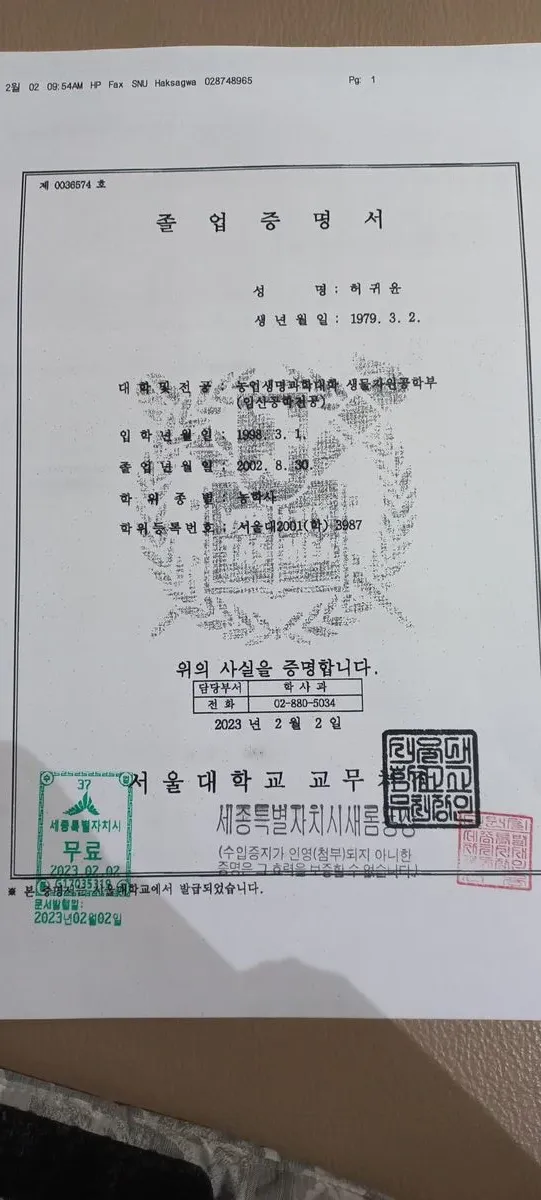 2월 02 09:54AM HP Fax SNU Haksagwa 028748965 Pg: 1
제 0036574 호
졸 업 증 명 서
성 명 : 허귀윤
생년월일 : 1979. 3. 2.
대학및전공 : 농업생명과학대학 생물자원공학부
(임산공학전공)
입학년월일 : 1998. 3. 1.
졸업년월일 : 2002. 8. 30.
학위종별 : 농학사
학위등록번호 : 서울대2001(학) 3987
위의 사실을 증명합니다.
담당부서 학사과
전화 02-880-5034
2023 년 2 월 2 일
서울대학교 교무
37
세종특별자치시
무료
2023.02.02
세종특별자치시새롬동장
(수입증지가 인영(첨부)되지 아니한
증명은 그 효력을 보증할 수 없습니다.)
※ 본 증명서는 서울대학교에서 발급되었습니다.
문서발행일:
2023년02월02일